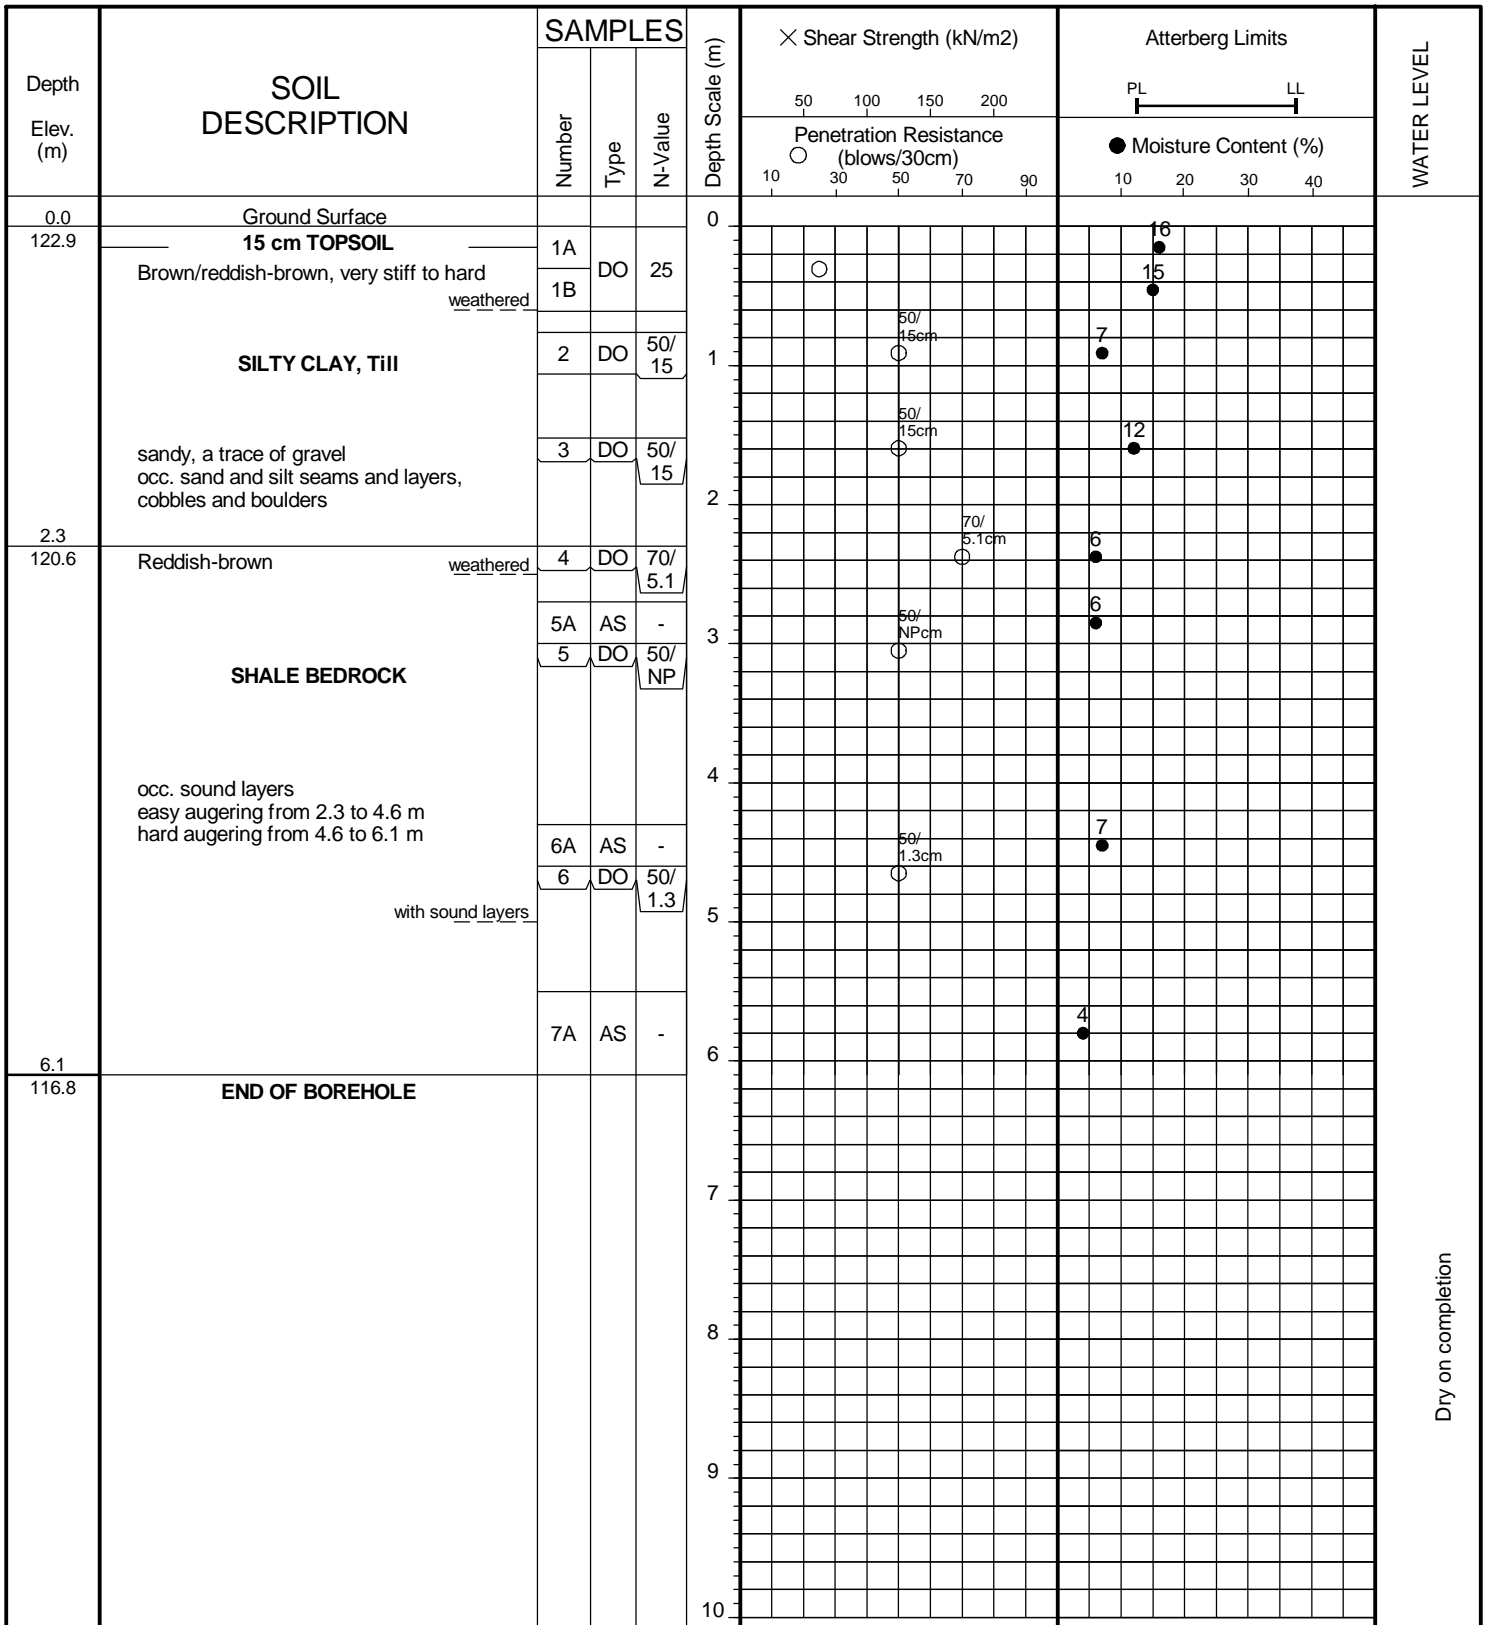 Depth
Elev.
(m)
SOIL
DESCRIPTION
SAMPLES
Number
Type
N-Value
Depth Scale (m)
× Shear Strength (kN/m2)
50 100 150 200
Penetration Resistance
(blows/30cm)
10 30 50 70 90
Atterberg Limits
PL LL
Moisture Content (%)
10 20 30 40
WATER LEVEL
0.0 Ground Surface
0
122.9 15 cm TOPSOIL
1A
16
Brown/reddish-brown, very stiff to hard
DO 25
15
weathered
1B
50/
15cm
7
SILTY CLAY, Till
2 DO 50/
15
1
50/
15cm
12
sandy, a trace of gravel
occ. sand and silt seams and layers,
cobbles and boulders
3 DO 50/
15
2
70/
5.1cm
6
2.3
120.6 Reddish-brown weathered
4 DO 70/
5.1
6
5A AS -
50/
NPcm
3
5 DO 50/
NP
SHALE BEDROCK
4
occ. sound layers
easy augering from 2.3 to 4.6 m
hard augering from 4.6 to 6.1 m
6A AS -
50/
1.3cm
7
6 DO 50/
1.3
with sound layers
5
7A AS -
4
6
6.1
116.8 END OF BOREHOLE
7
8
9
10
Dry on completion